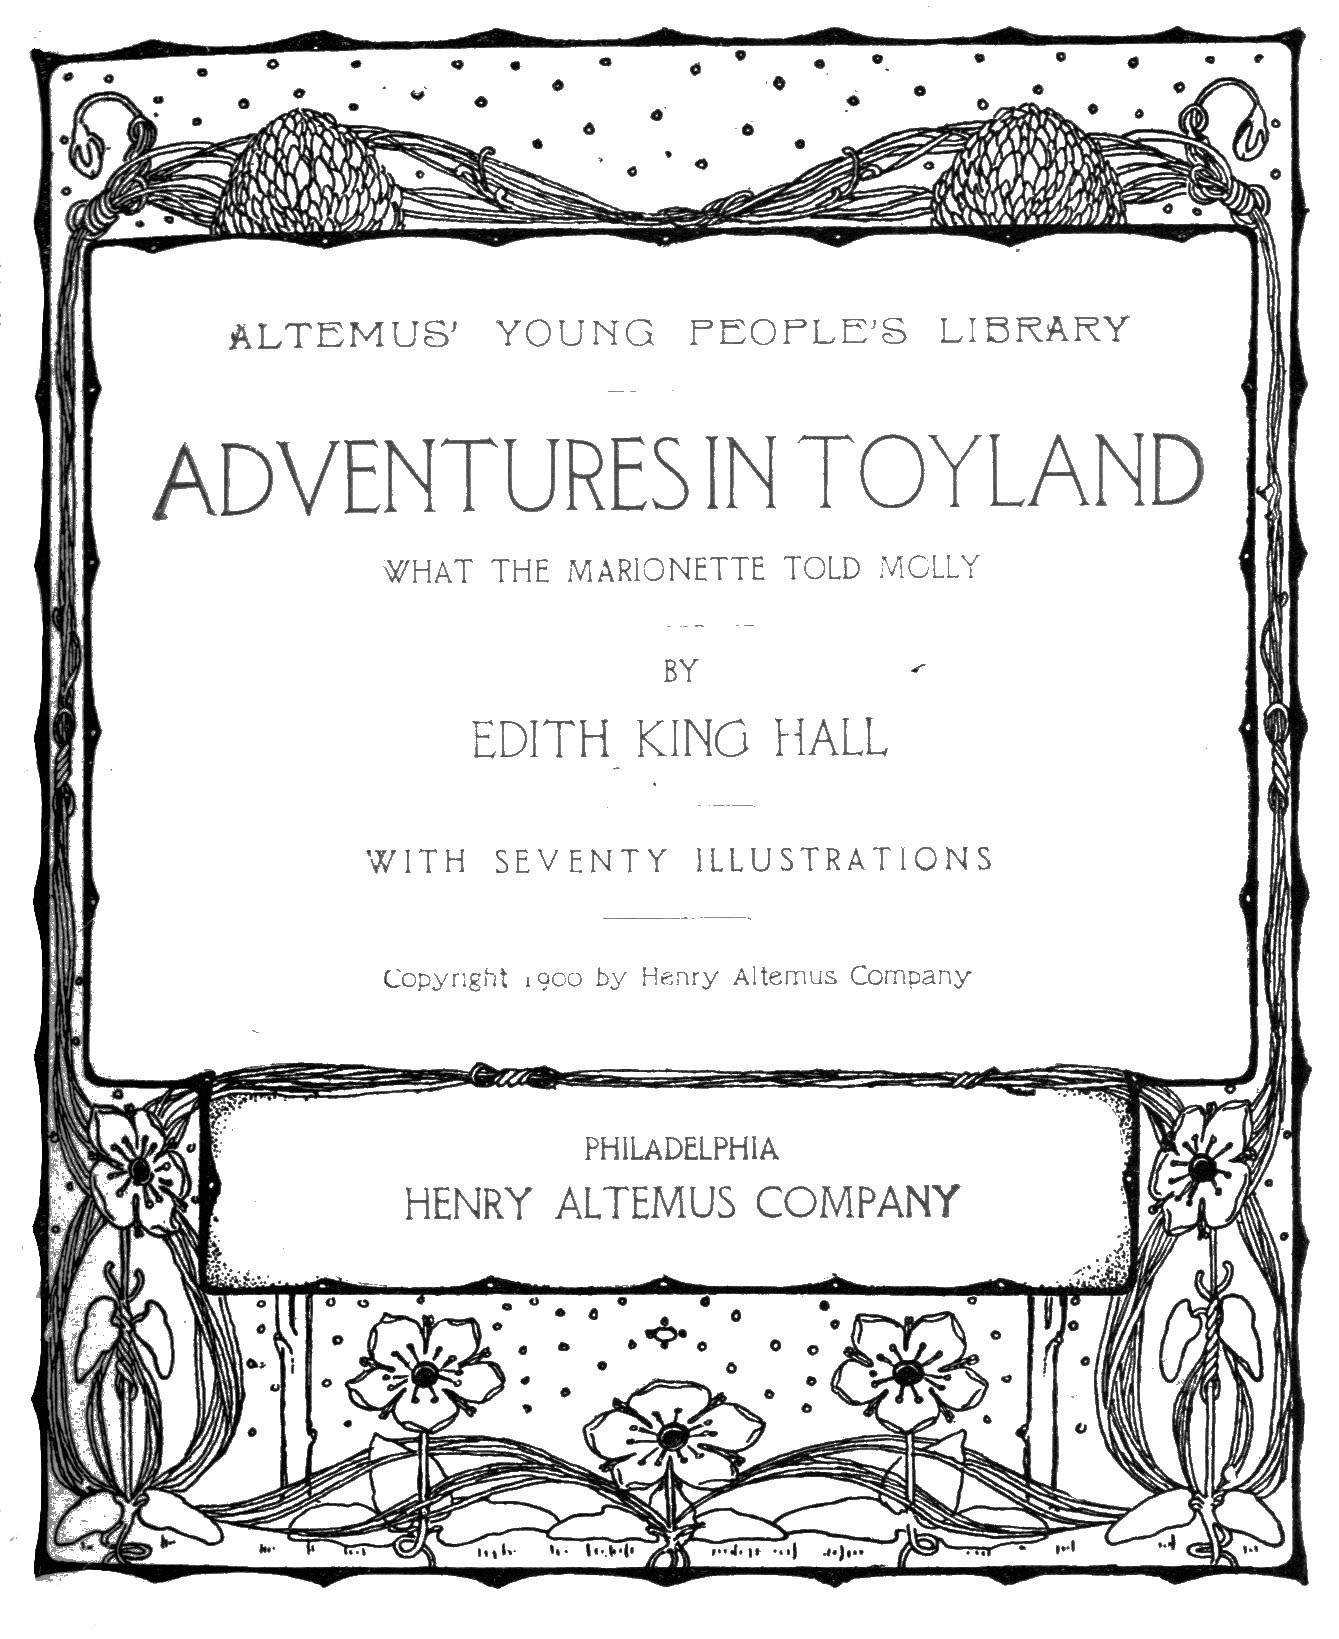 ALTEMUS' YOUNG PEOPLE'S LIBRARY
ADVENTURES IN TOYLAND
WHAT THE MARIONETTE TOLD MOLLY
BY
EDITH KING HALL
WITH SEVENTY ILLUSTRATIONS
Copyright 1900 by Henry Altemus Company
PHILADELPHIA
HENRY ALTEMUS COMPANY